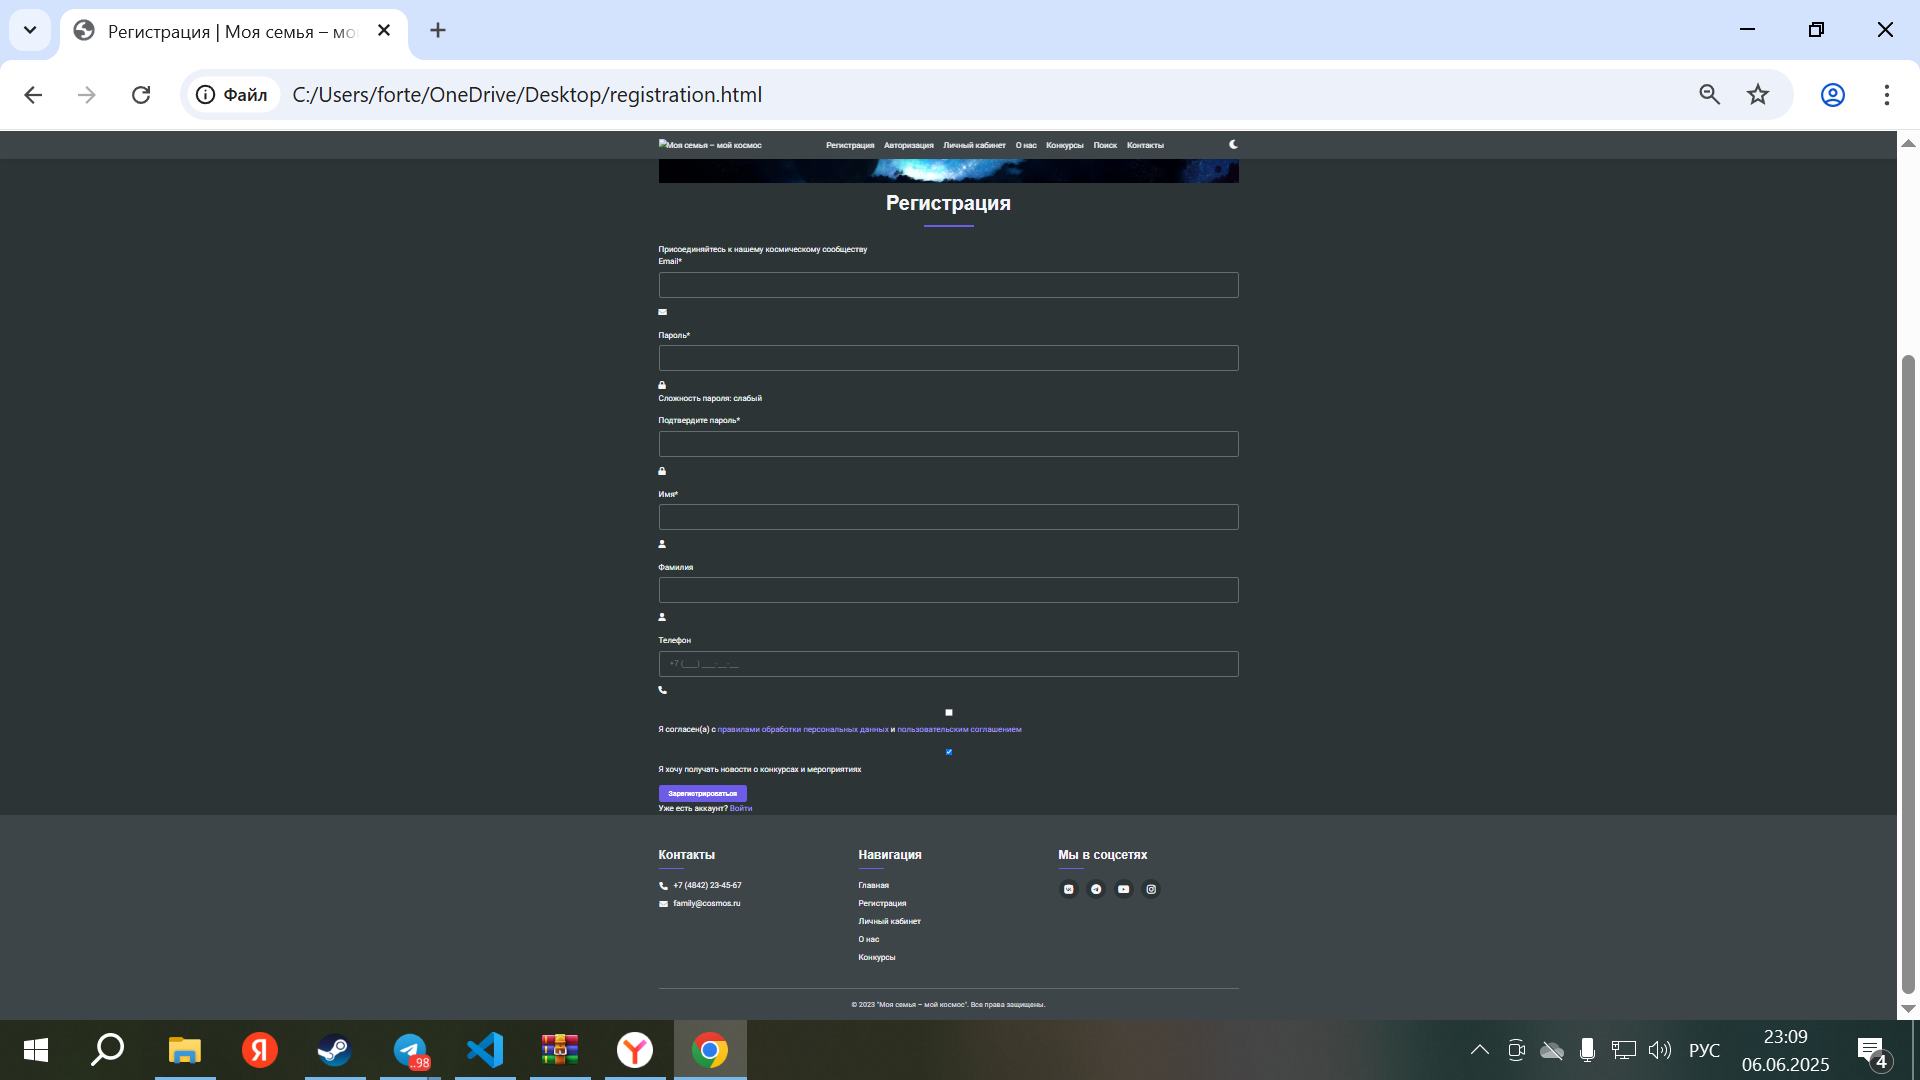 Регистрация | Моя семья – мо
Файл
C:/Users/forte/OneDrive/Desktop/registration.html
Моя семья – мой космос
Регистрация Авторизация Личный кабинет О нас Конкурсы Поиск Контакты
Регистрация
Присоединяйтесь к нашему космическому сообществу
Email*
Пароль*
Сложность пароля: слабый
Подтвердите пароль*
Имя*
Фамилия
Телефон
+7 (___) ___-__-__
Я согласен(а) с правилами обработки персональных данных и пользовательским соглашением
Я хочу получать новости о конкурсах и мероприятиях
Зарегистрироваться
Уже есть аккаунт? Войти
Контакты
+7 (4842) 23-45-67
family@cosmos.ru
Навигация
Главная
Регистрация
Личный кабинет
О нас
Конкурсы
Мы в соцсетях
© 2023 "Моя семья – мой космос". Все права защищены.
Я
..98
РУС
23:09
06.06.2025
4